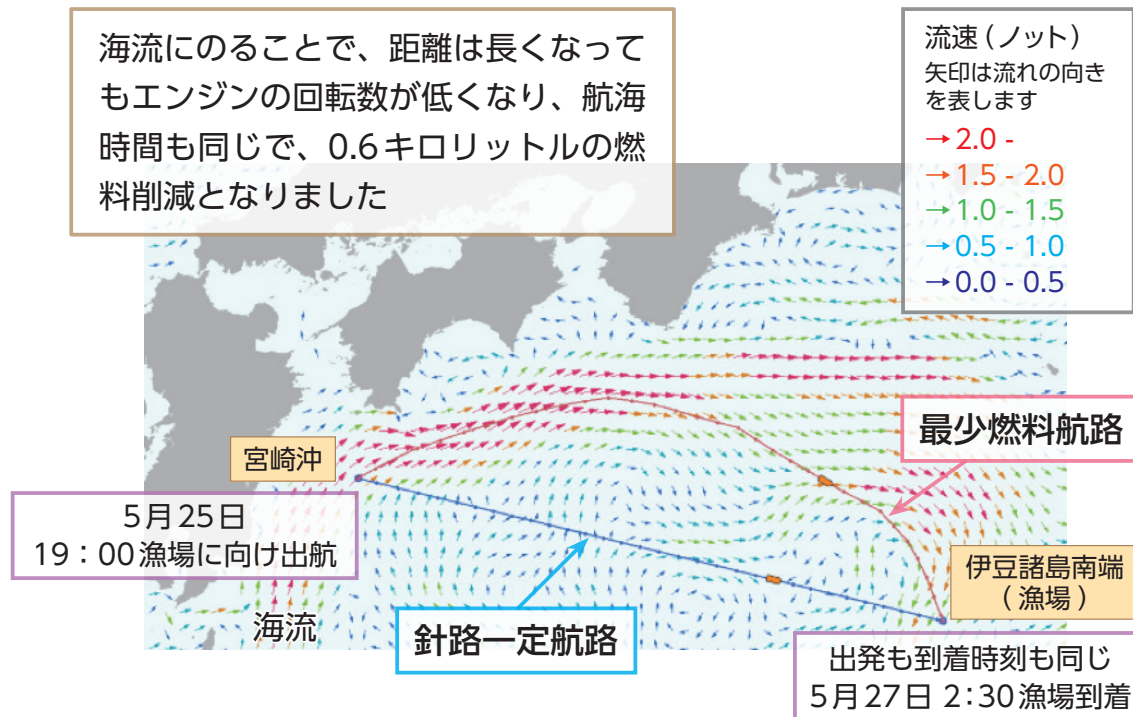 海流にのることで、距離は長くなって
もエンジンの回転数が低くなり、航海
時間も同じで、0.6キロリットルの燃
料削減となりました
流速(ノット)
矢印は流れの向き
を表します
→2.0 -
→1.5 - 2.0
→1.0 - 1.5
→0.5 - 1.0
→0.0 - 0.5
最少燃料航路
宮崎沖
5月25日
19:00漁場に向け出航
伊豆諸島南端
(漁場)
海流
針路一定航路
出発も到着時刻も同じ
5月27日 2:30漁場到着